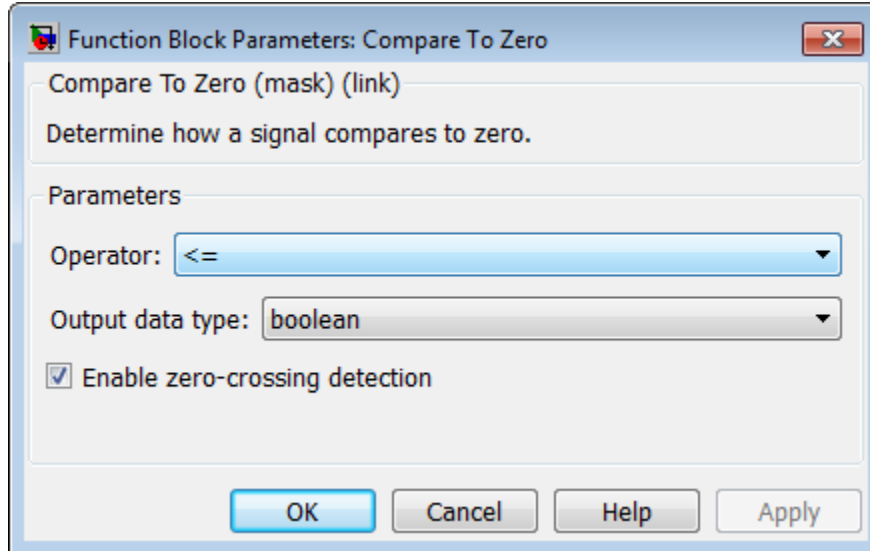 Function Block Parameters: Compare To Zero
Compare To Zero (mask) (link)
Determine how a signal compares to zero.
Parameters
Operator: <=
Output data type: boolean
Enable zero-crossing detection
OK Cancel Help Apply